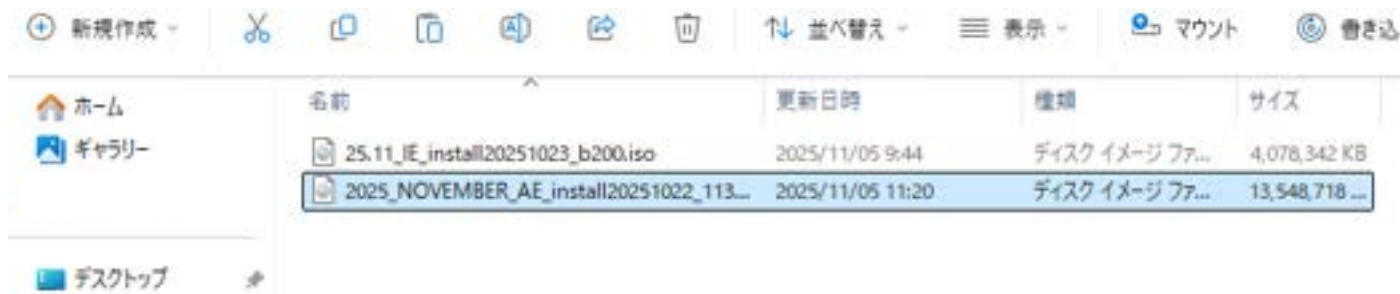 新規作成 並べ替え 表示 マウント 書き込
ホーム
ギャラリー
デスクトップ
名前 更新日時 種類 サイズ
25.11_IE_install20251023_b200.iso 2025/11/05 9:44 ディスク イメージ ファ... 4,078,342 KB
2025_NOVEMBER_AE_install20251022_113... 2025/11/05 11:20 ディスク イメージ ファ... 13,548,718 ...